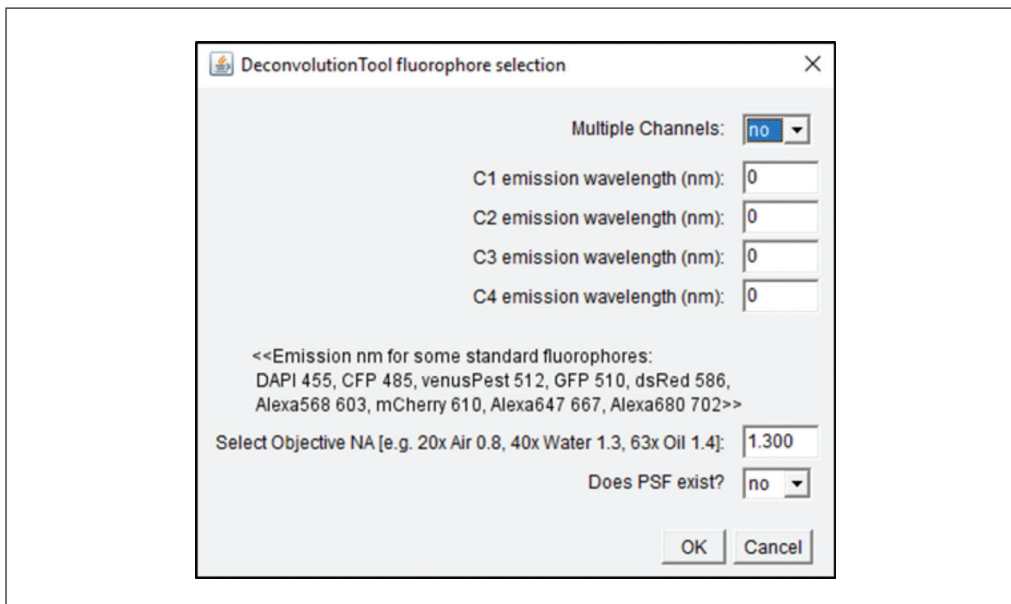 DeconvolutionTool fluorophore selection
Multiple Channels: no
C1 emission wavelength (nm): 0
C2 emission wavelength (nm): 0
C3 emission wavelength (nm): 0
C4 emission wavelength (nm): 0
<<Emission nm for some standard fluorophores:
DAPI 455, CFP 485, venusPest 512, GFP 510, dsRed 586,
Alexa568 603, mCherry 610, Alexa647 667, Alexa680 702>>
Select Objective NA [e.g. 20x Air 0.8, 40x Water 1.3, 63x Oil 1.4]: 1.300
Does PSF exist? no
OK Cancel